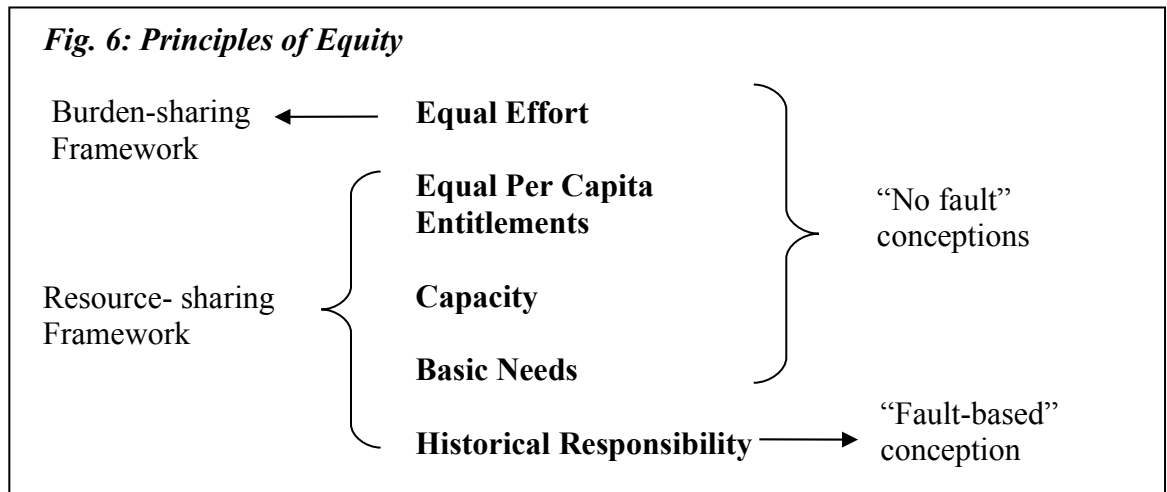 Fig. 6: Principles of Equity
Burden-sharing
Framework
Equal Effort
Equal Per Capita
Entitlements
“No fault”
conceptions
Resource- sharing
Framework
Capacity
Basic Needs
Historical Responsibility
“Fault-based”
conception